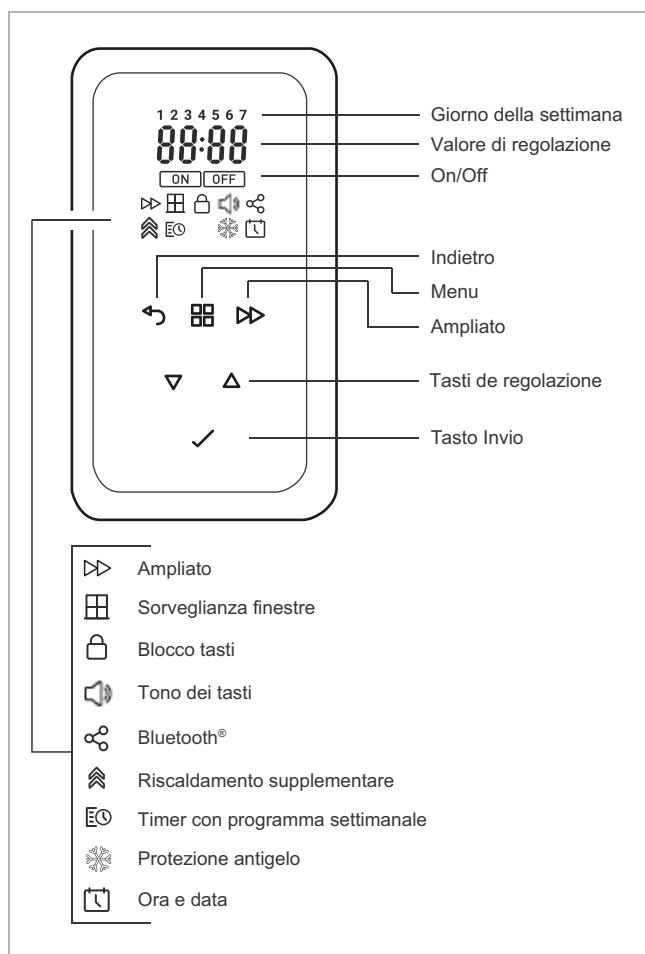 1 2 3 4 5 6 7
Giorno della settimana
88:88
Valore di regolazione
ON OFF
On/Off
Indietro
Menu
Ampliato
Tasti de regolazione
Tasto Invio
Ampliato
Sorveglianza finestre
Blocco tasti
Tono dei tasti
Bluetooth®
Riscaldamento supplementare
Timer con programma settimanale
Protezione antigelo
Ora e data